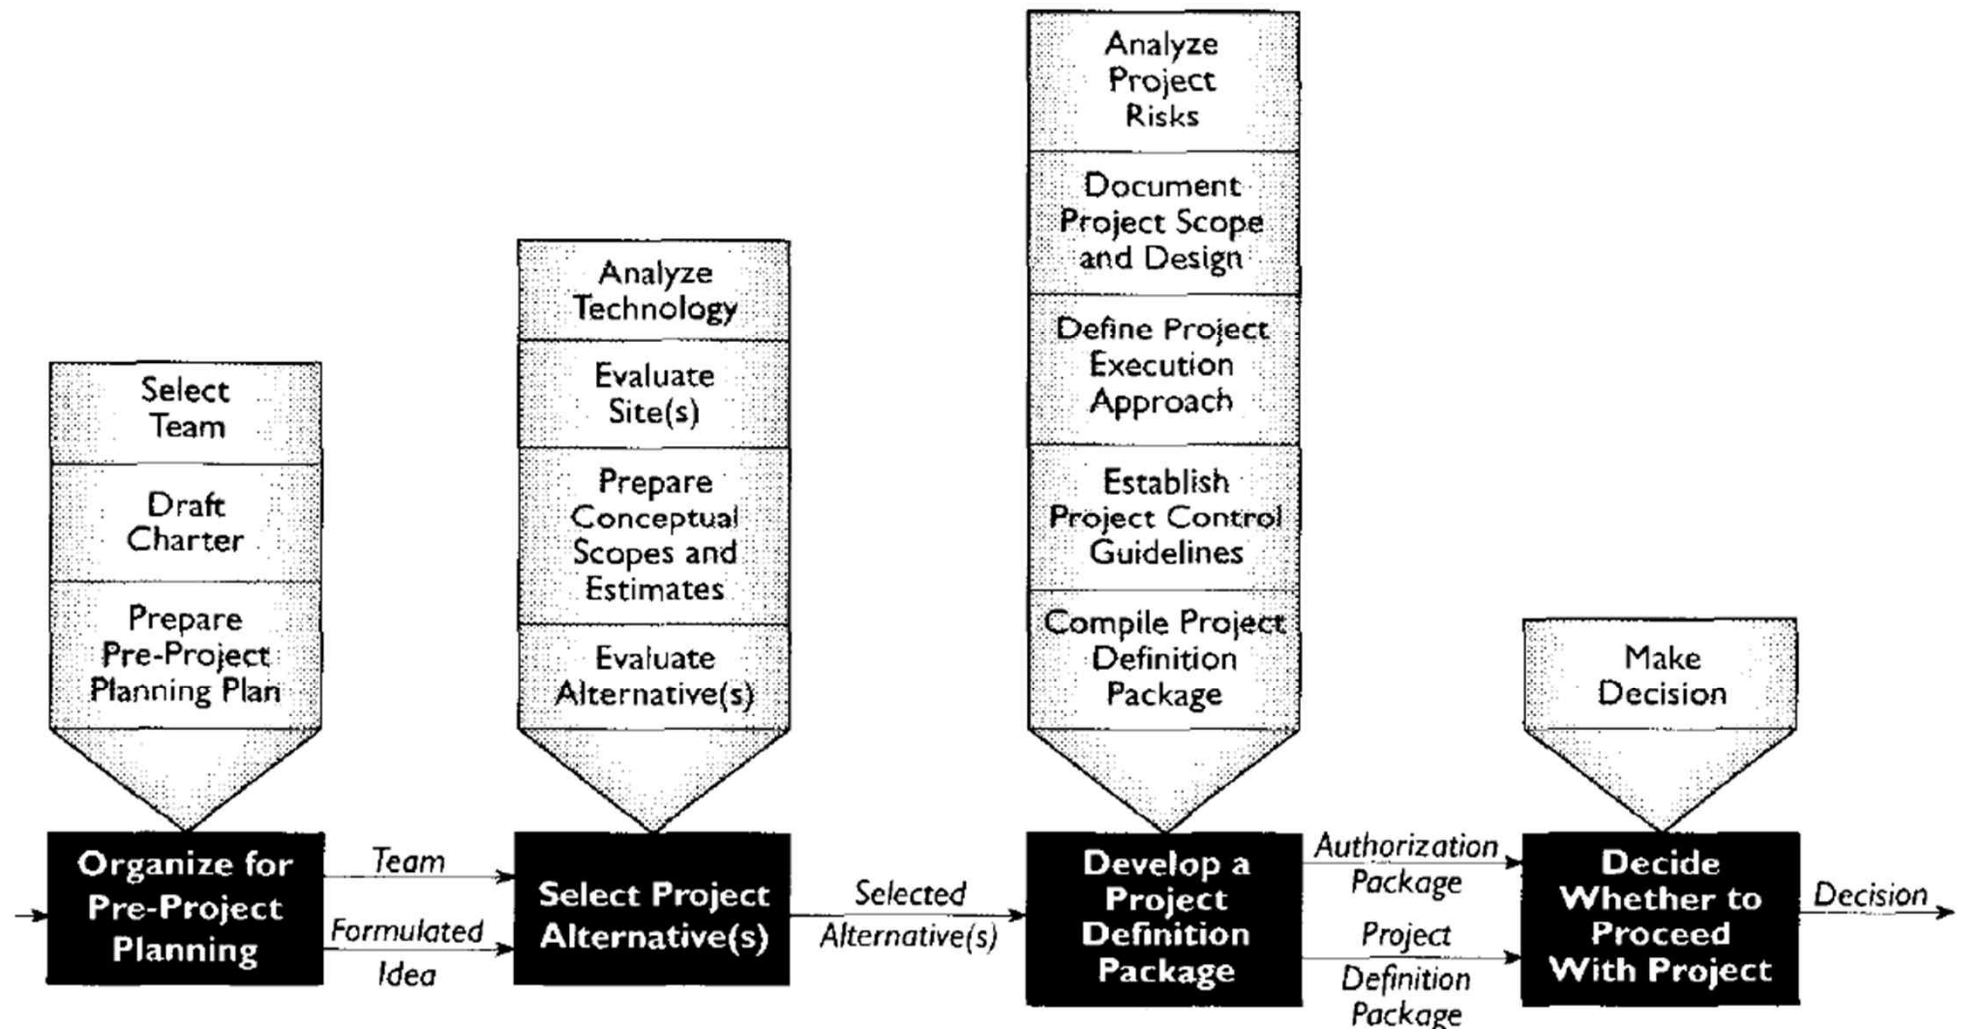 Select
Team
Draft
Charter
Prepare
Pre-Project
Planning Plan
Organize for
Pre-Project
Planning
Team
Formulated
Idea
Analyze
Technology
Evaluate
Site(s)
Prepare
Conceptual
Scopes and
Estimates
Evaluate
Alternative(s)
Select Project
Alternative(s)
Selected
Alternative(s)
Analyze
Project
Risks
Document
Project Scope
and Design
Define Project
Execution
Approach
Establish
Project Control
Guidelines
Compile Project
Definition
Package
Develop a
Project
Definition
Package
Authorization
Package
Project
Definition
Package
Make
Decision
Decide
Whether to
Proceed
With Project
Decision